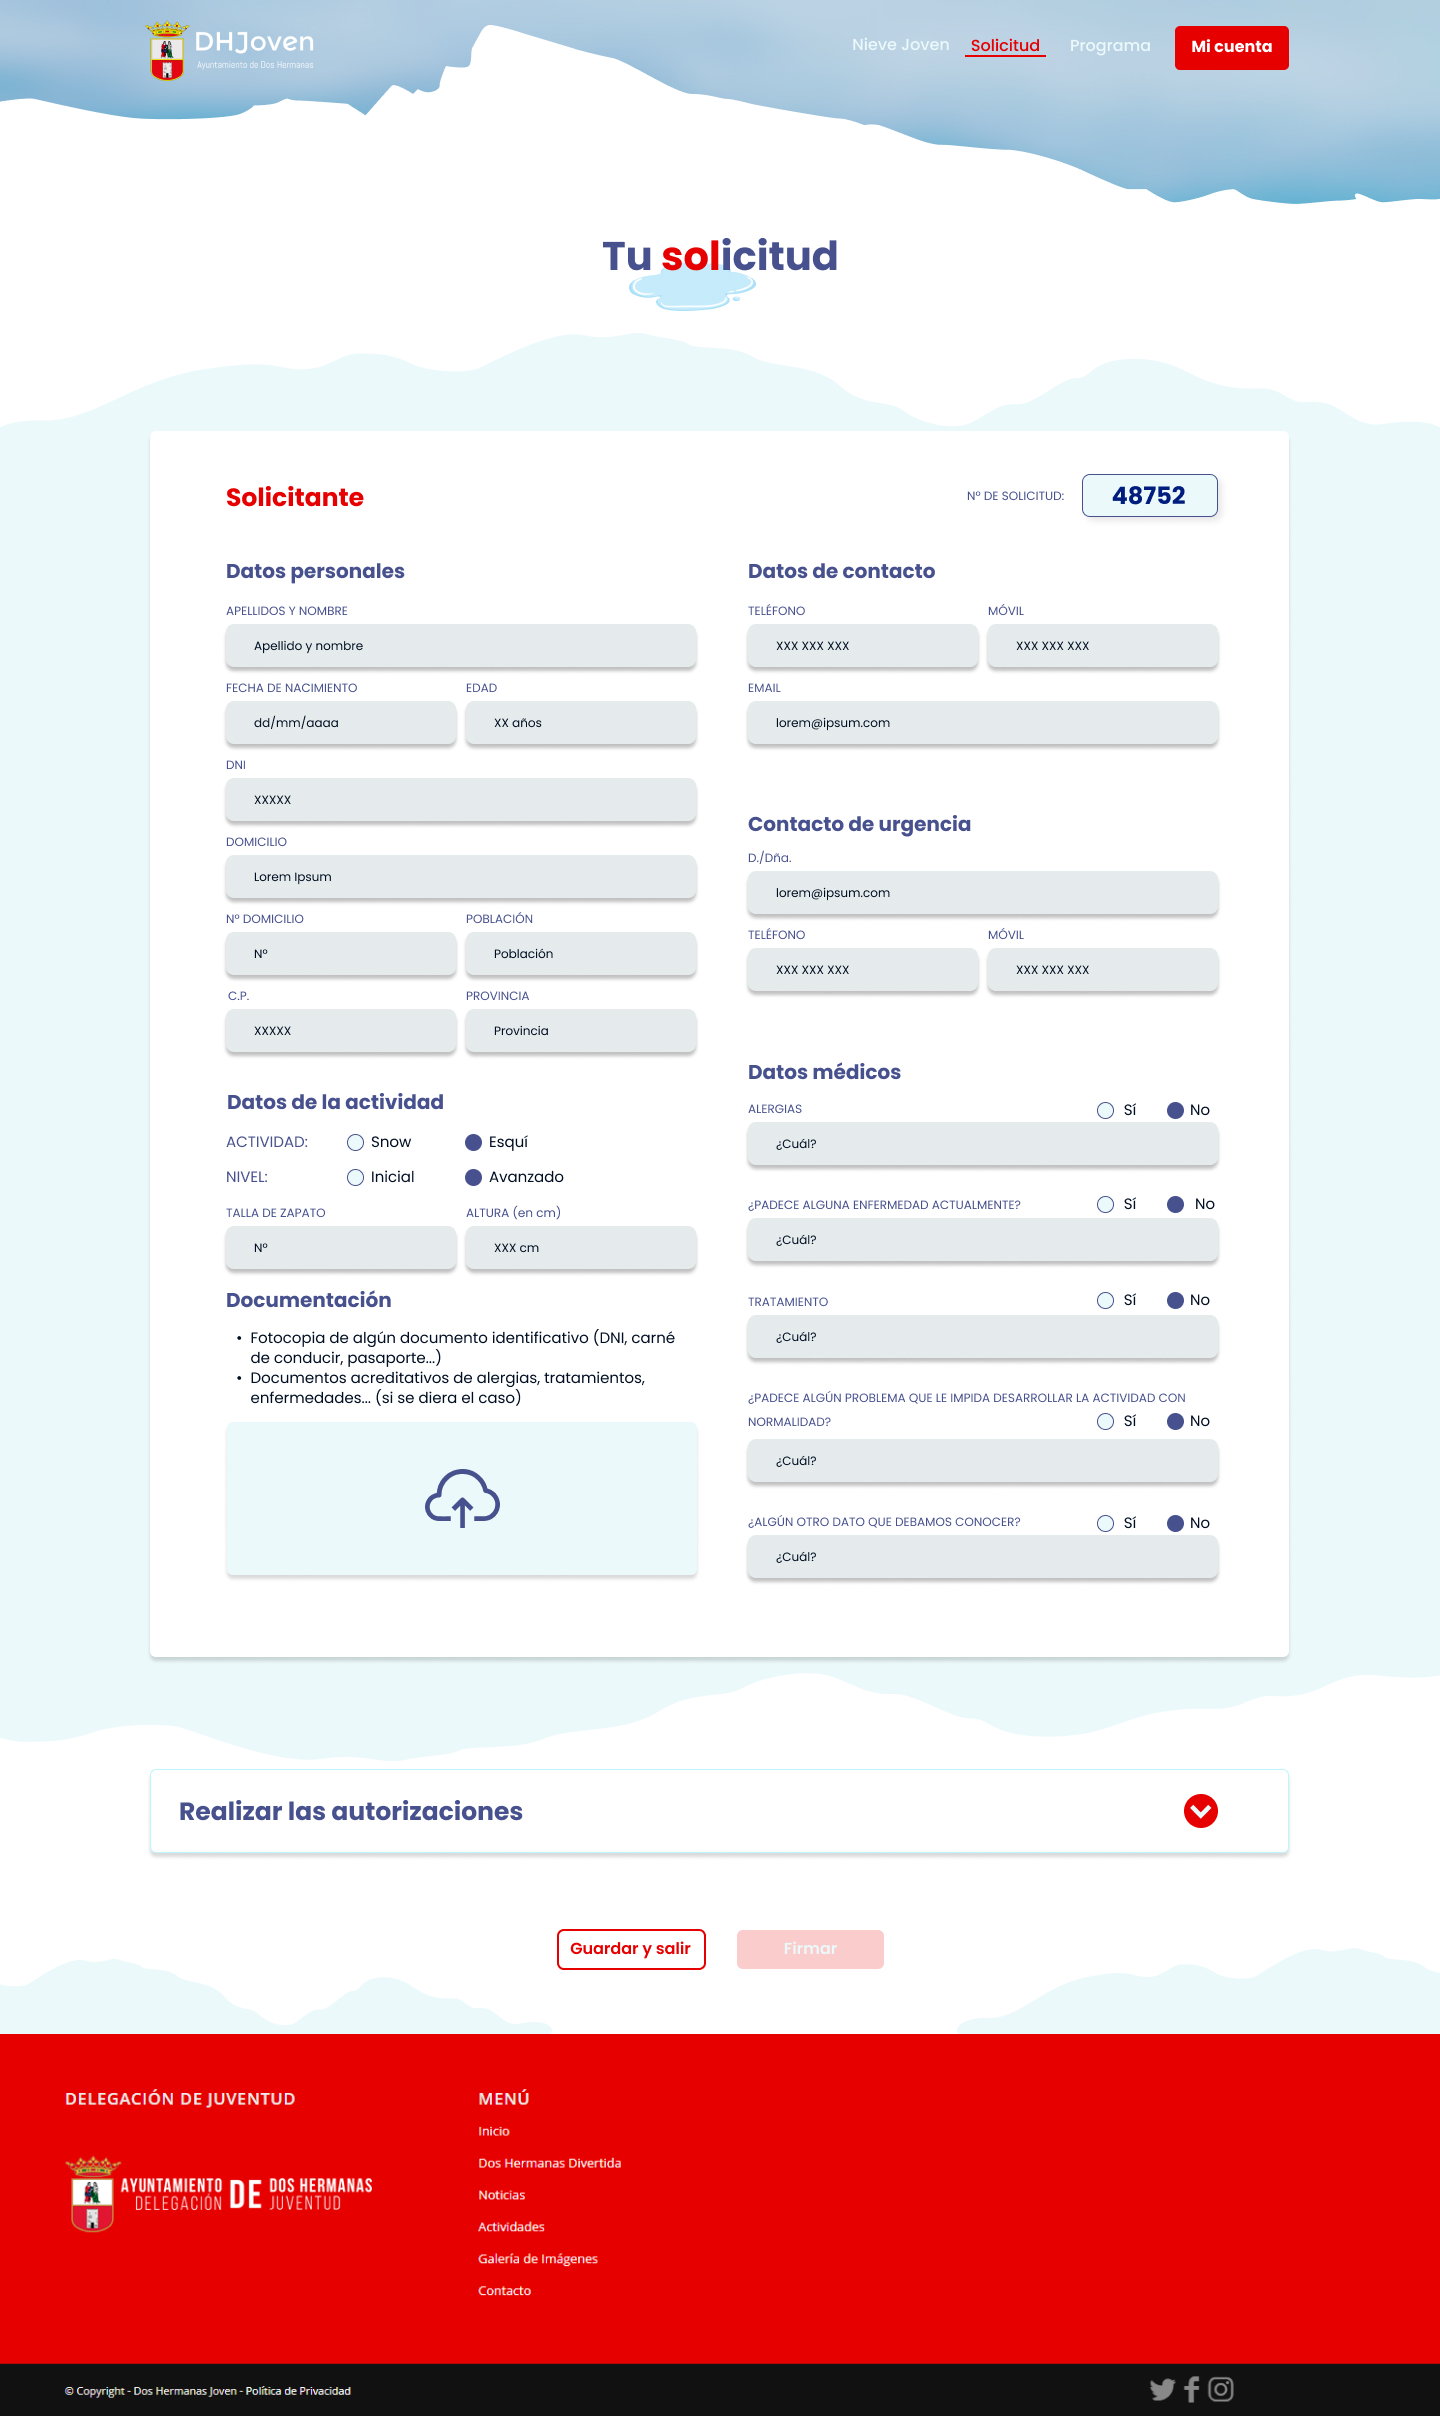 DHJoven
Ayuntamiento de Dos Hermanas
Nieve Joven
Solicitud
Programa
Mi cuenta
Tu solicitud
Solicitante
Nº DE SOLICITUD:
48752
Datos personales
APELLIDOS Y NOMBRE
Apellido y nombre
FECHA DE NACIMIENTO
EDAD
dd/mm/aaaa
XX años
DNI
XXXXX
DOMICILIO
Lorem Ipsum
Nº DOMICILIO
POBLACIÓN
Nº
Población
C.P.
PROVINCIA
XXXXX
Provincia
Datos de la actividad
ACTIVIDAD:
Snow
Esquí
NIVEL:
Inicial
Avanzado
TALLA DE ZAPATO
ALTURA (en cm)
Nº
XXX cm
Documentación
• Fotocopia de algún documento identificativo (DNI, carné
de conducir, pasaporte...)
• Documentos acreditativos de alergias, tratamientos,
enfermedades... (si se diera el caso)
Datos de contacto
TELÉFONO
MÓVIL
XXX XXX XXX
XXX XXX XXX
EMAIL
lorem@ipsum.com
Contacto de urgencia
D./Dña.
lorem@ipsum.com
TELÉFONO
MÓVIL
XXX XXX XXX
XXX XXX XXX
Datos médicos
ALERGIAS
Sí
No
¿Cuál?
¿PADECE ALGUNA ENFERMEDAD ACTUALMENTE?
Sí
No
¿Cuál?
TRATAMIENTO
Sí
No
¿Cuál?
¿PADECE ALGÚN PROBLEMA QUE LE IMPIDA DESARROLLAR LA ACTIVIDAD CON
NORMALIDAD?
Sí
No
¿Cuál?
¿ALGÚN OTRO DATO QUE DEBAMOS CONOCER?
Sí
No
¿Cuál?
Realizar las autorizaciones
Guardar y salir
Firmar
DELEGACIÓN DE JUVENTUD
AYUNTAMIENTO DE DOS HERMANAS
DELEGACIÓN JUVENTUD
MENÚ
Inicio
Dos Hermanas Divertida
Noticias
Actividades
Galería de Imágenes
Contacto
© Copyright - Dos Hermanas Joven - Política de Privacidad